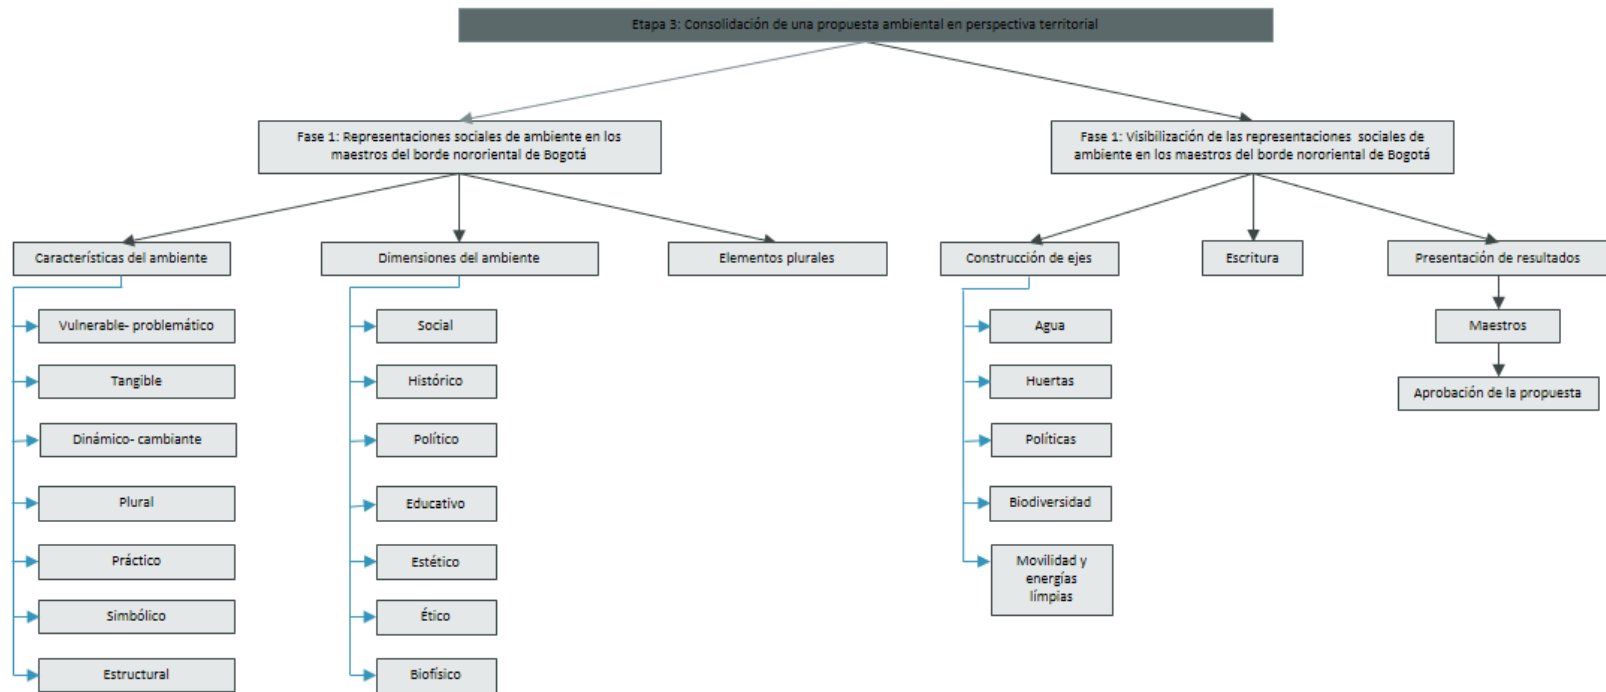 Etapa 3: Consolidación de una propuesta ambiental en perspectiva territorial
Fase 1: Representaciones sociales de ambiente en los
maestros del borde nororiental de Bogotá
Fase 1: Visibilización de las representaciones sociales de
ambiente en los maestros del borde nororiental de Bogotá
Características del ambiente
Dimensiones del ambiente
Elementos plurales
Construcción de ejes
Escritura
Presentación de resultados
Vulnerable- problemático
Social
Agua
Maestros
Tangible
Histórico
Huertas
Aprobación de la propuesta
Dinámico- cambiante
Político
Políticas
Plural
Educativo
Biodiversidad
Práctico
Estético
Movilidad y
energías
límpias
Simbólico
Ético
Estructural
Biofísico